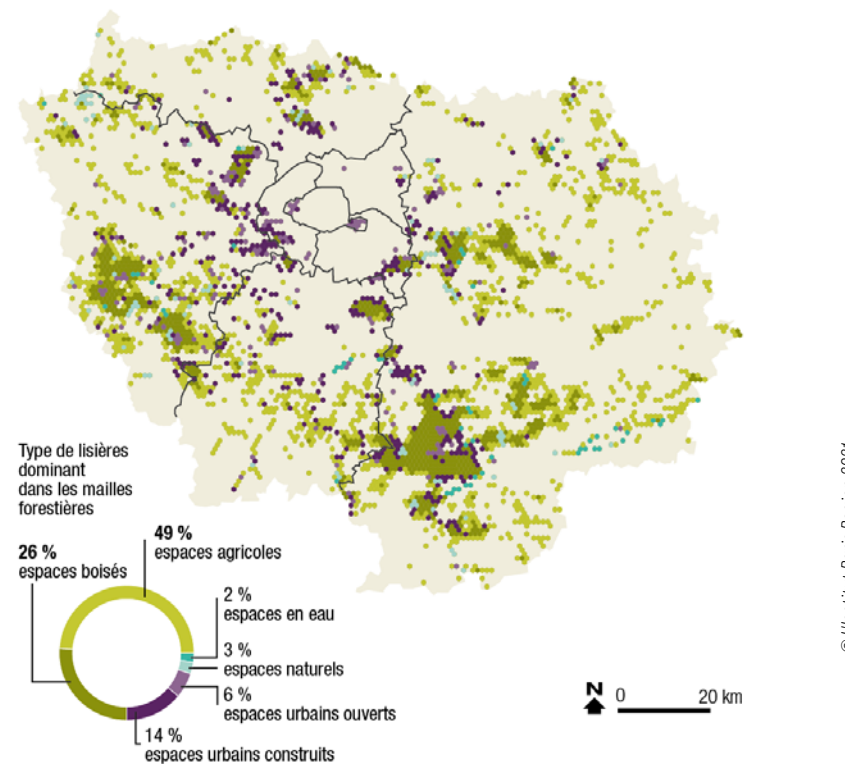 Type de lisières
dominant
dans les mailles
forestières
49 %
espaces agricoles
26 %
espaces boisés
2 %
espaces en eau
3 %
espaces naturels
6 %
espaces urbains ouverts
14 %
espaces urbains construits
N
0
20 km